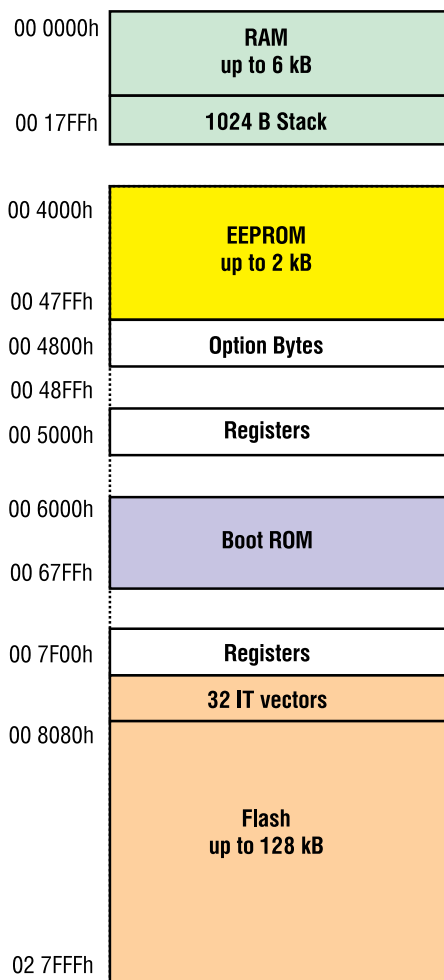 00 0000h
RAM
up to 6 kB
00 17FFh
1024 B Stack
00 4000h
EEPROM
up to 2 kB
00 47FFh
00 4800h
Option Bytes
00 48FFh
00 5000h
Registers
00 6000h
Boot ROM
00 67FFh
00 7F00h
Registers
32 IT vectors
00 8080h
Flash
up to 128 kB
02 7FFFh